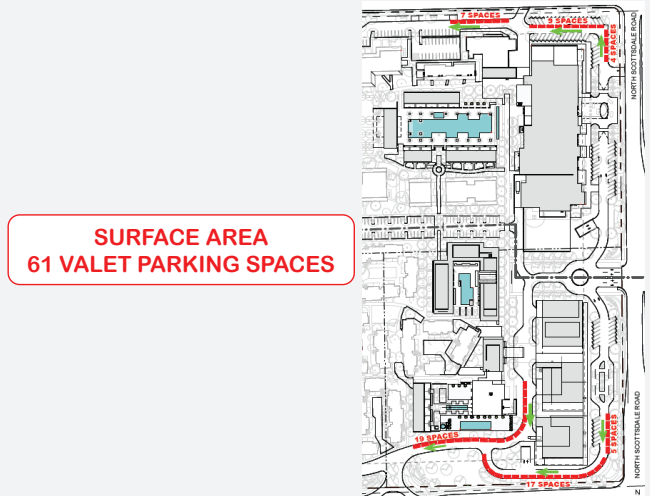 7 SPACES
9 SPACES
4 SPACES
NORTH SCOTTSDALE ROAD
SURFACE AREA
61 VALET PARKING SPACES
19 SPACES
5 SPACES
17 SPACES
NORTH SCOTTSDALE ROAD
N